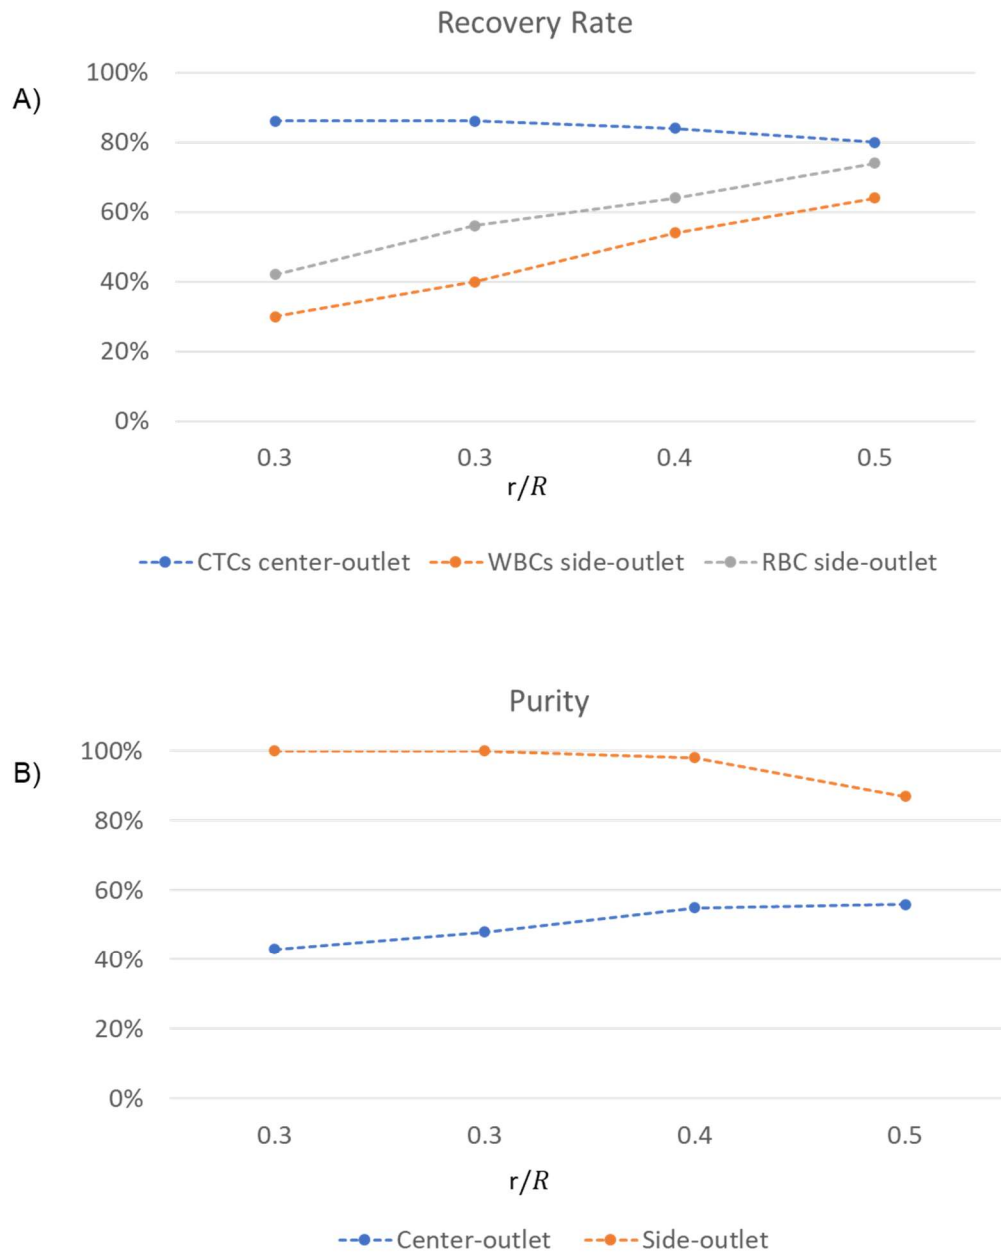 Recovery Rate
A)
100%
80%
60%
40%
20%
0%
0.3 0.3 0.4 0.5
r/R
CTCs center-outlet WBCs side-outlet RBC side-outlet
Purity
B)
100%
80%
60%
40%
20%
0%
0.3 0.3 0.4 0.5
r/R
Center-outlet Side-outlet